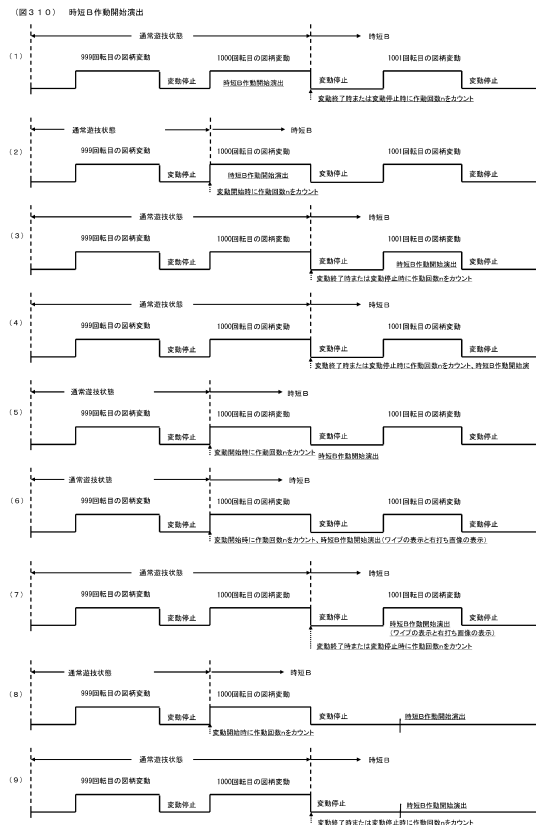 (図310) 時短B作動開始演出
(1)
通常遊技状態 時短B
999回転目の図柄変動 1000回転目の図柄変動 1001回転目の図柄変動
変動停止 時短B作動開始演出 変動停止 変動停止
変動終了時または変動停止時に作動回数nをカウント
(2)
通常遊技状態 時短B
999回転目の図柄変動 1000回転目の図柄変動 1001回転目の図柄変動
変動停止 時短B作動開始演出 変動停止 変動停止
変動開始時に作動回数nをカウント
(3)
通常遊技状態 時短B
999回転目の図柄変動 1000回転目の図柄変動 1001回転目の図柄変動
変動停止 変動停止 時短B作動開始演出 変動停止
変動終了時または変動停止時に作動回数nをカウント
(4)
通常遊技状態 時短B
999回転目の図柄変動 1000回転目の図柄変動 1001回転目の図柄変動
変動停止 変動停止 変動停止
変動終了時または変動停止時に作動回数nをカウント、時短B作動開始演
(5)
通常遊技状態 時短B
999回転目の図柄変動 1000回転目の図柄変動 1001回転目の図柄変動
変動停止 変動停止 変動停止
変動開始時に作動回数nをカウント 時短B作動開始演出
(6)
通常遊技状態 時短B
999回転目の図柄変動 1000回転目の図柄変動 1001回転目の図柄変動
変動停止 変動停止 変動停止
変動開始時に作動回数nをカウント、時短B作動開始演出(ワイプの表示と右打ち画像の表示)
(7)
通常遊技状態 時短B
999回転目の図柄変動 1000回転目の図柄変動 1001回転目の図柄変動
変動停止 変動停止 時短B作動開始演出 変動停止
(ワイプの表示と右打ち画像の表示)
変動終了時または変動停止時に作動回数nをカウント
(8)
通常遊技状態 時短B
999回転目の図柄変動 1000回転目の図柄変動
変動停止 変動停止 時短B作動開始演出
変動開始時に作動回数nをカウント
(9)
通常遊技状態 時短B
999回転目の図柄変動 1000回転目の図柄変動
変動停止 変動停止 時短B作動開始演出
変動終了時または変動停止時に作動回数nをカウント